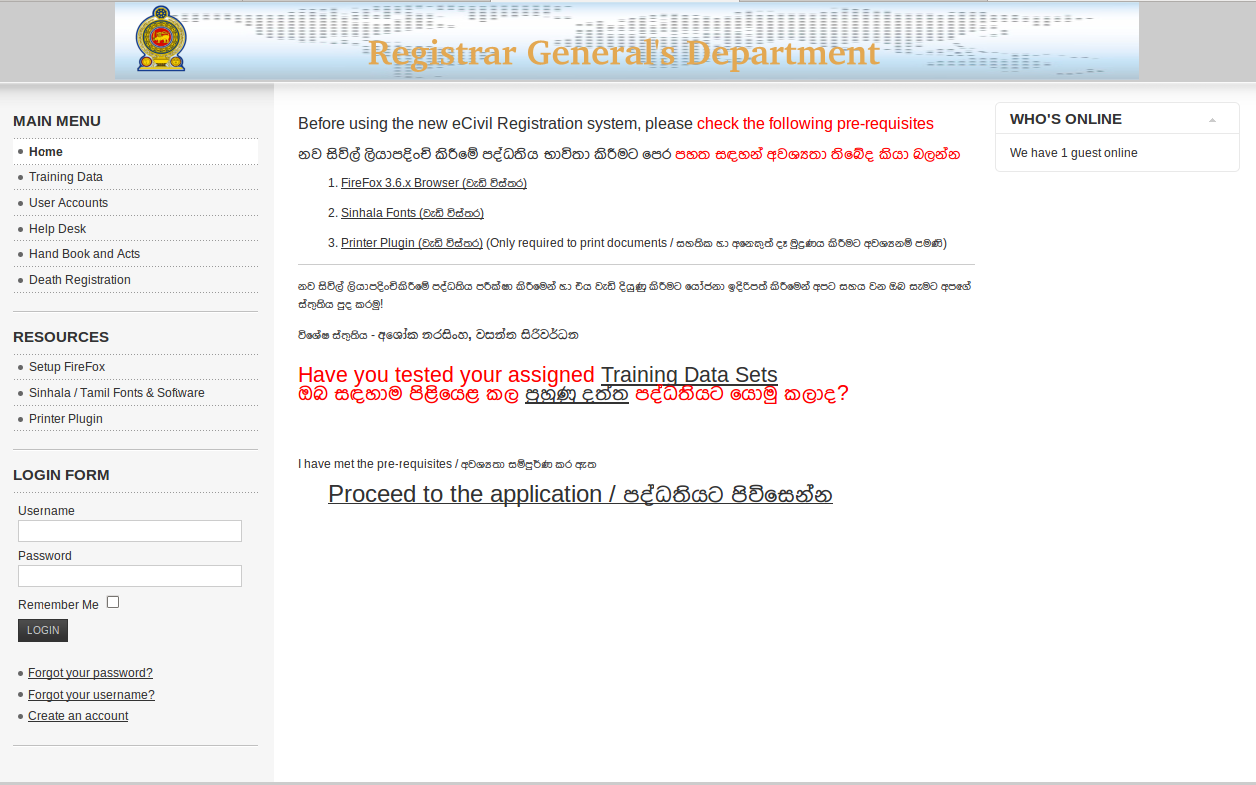 Registrar General's Department
MAIN MENU
Home
Training Data
User Accounts
Help Desk
Hand Book and Acts
Death Registration
RESOURCES
Setup FireFox
Sinhala / Tamil Fonts & Software
Printer Plugin
LOGIN FORM
Username
Password
Remember Me
LOGIN
Forgot your password?
Forgot your username?
Create an account
Before using the new eCivil Registration system, please check the following pre-requisites
නව සිවිල් ලියාපදිංචි කිරීමේ පද්ධතිය භාවිතා කිරීමට පෙර පහත සඳහන් අවශ්‍යතා තිබේද කියා බලන්න
1. FireFox 3.6.x Browser (වැඩි විස්තර)
2. Sinhala Fonts (වැඩි විස්තර)
3. Printer Plugin (වැඩි විස්තර) (Only required to print documents / සහතික හා අනෙකුත් දෑ මුද්‍රණය කිරීමට අවශ්‍යනම් පමණි)
නව සිවිල් ලියාපදිංචිකිරීමේ පද්ධතිය පරීක්ෂා කිරීමෙන් හා එය වැඩි දියුණු කිරීමට යෝජනා ඉදිරිපත් කිරීමෙන් අපට සහය වන ඔබ සැමට අපගේ
ස්තුතිය පුද කරමු!
විශේෂ ස්තුතිය - අශෝක නරසිංහ, වසන්ත සිරිවර්ධන
Have you tested your assigned Training Data Sets
ඔබ සඳහාම පිළියෙළ කල පුහුණු දත්ත පද්ධතියට යොමු කලාද?
I have met the pre-requisites / අවශ්‍යතා සම්පුර්ණ කර ඇත
Proceed to the application / පද්ධතියට පිවිසෙන්න
WHO'S ONLINE
We have 1 guest online